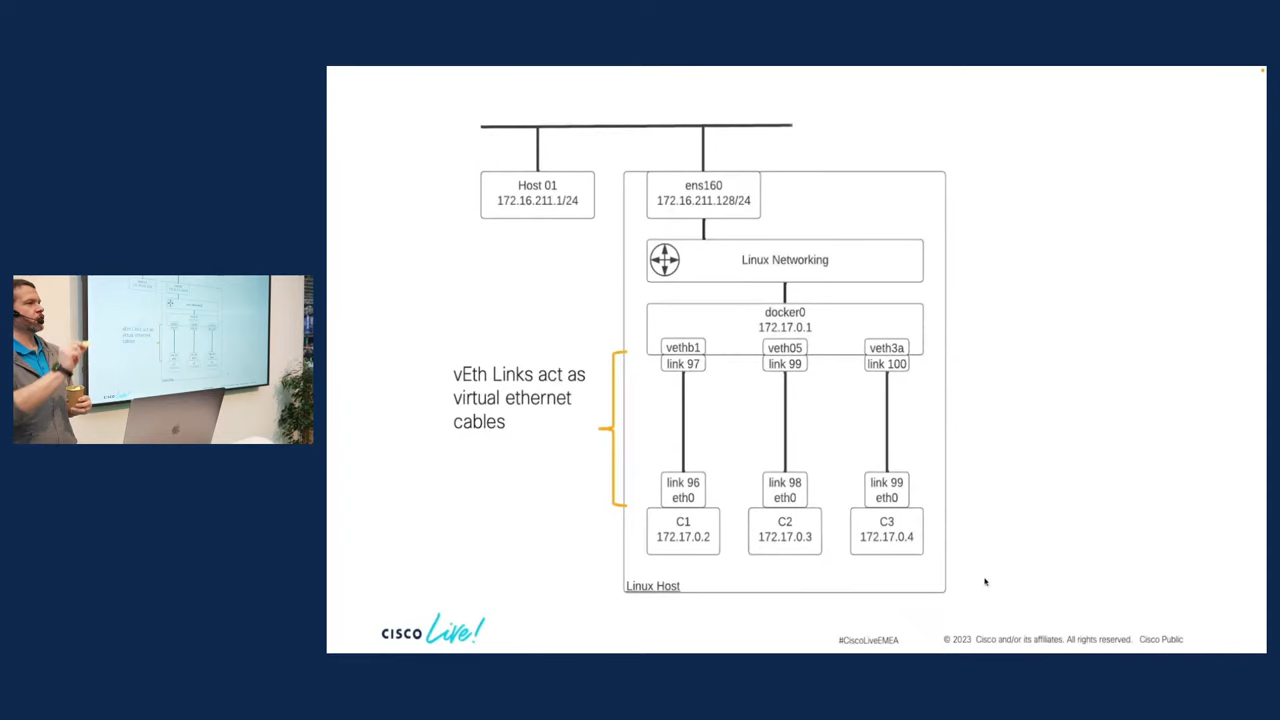 Host 01
172.16.211.1/24
ens160
172.16.211.128/24
Linux Networking
docker0
172.17.0.1
vethb1
veth05
veth3a
link 97
link 99
link 100
vEth Links act as
virtual ethernet
cables
link 96
eth0
link 98
eth0
link 99
eth0
C1
172.17.0.2
C2
172.17.0.3
C3
172.17.0.4
Linux Host
CISCO Live!
#CiscoLiveEMEA
© 2023 Cisco and/or its affiliates. All rights reserved. Cisco Public